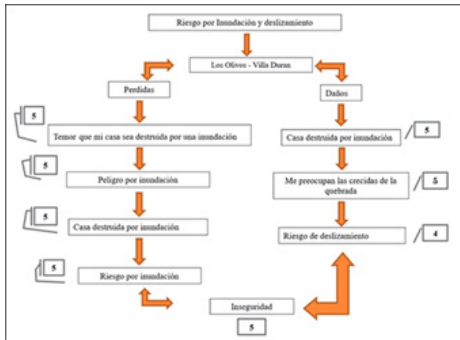 Riesgo por Inundación y deslizamiento
Los Olivos - Villa Duran
Perdidas
Daños
5
Temor que mi casa sea destruida por una inundación
Casa destruida por inundación
5
5
Peligro por inundación
Me preocupan las crecidas de la
quebrada
5
5
Casa destruida por inundación
Riesgo de deslizamiento
4
5
Riesgo por inundación
Inseguridad
5